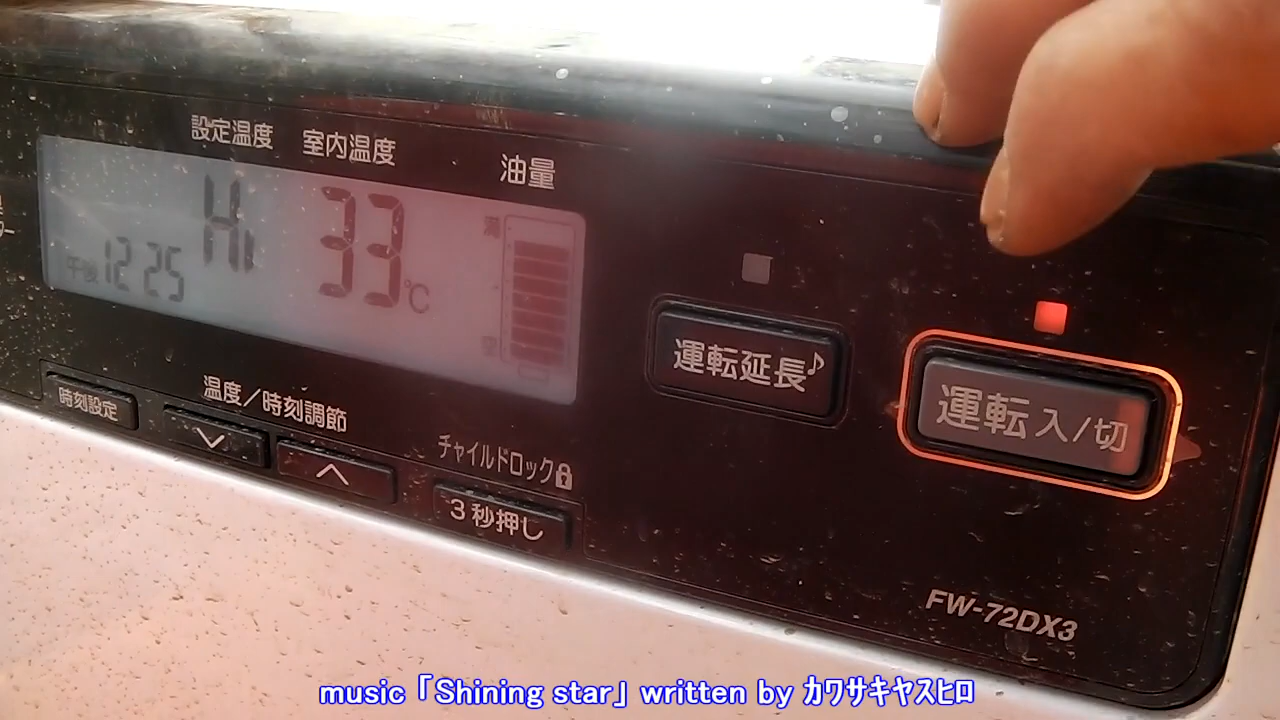 設定温度 室内温度 油量
Hi 33℃
午後 12 25
満
運転延長♪
運転 入/切
時刻設定
温度/時刻調節
チャイルドロック
3秒押し
FW-72DX3
music 「Shining star」 written by カワサキヤスヒロ